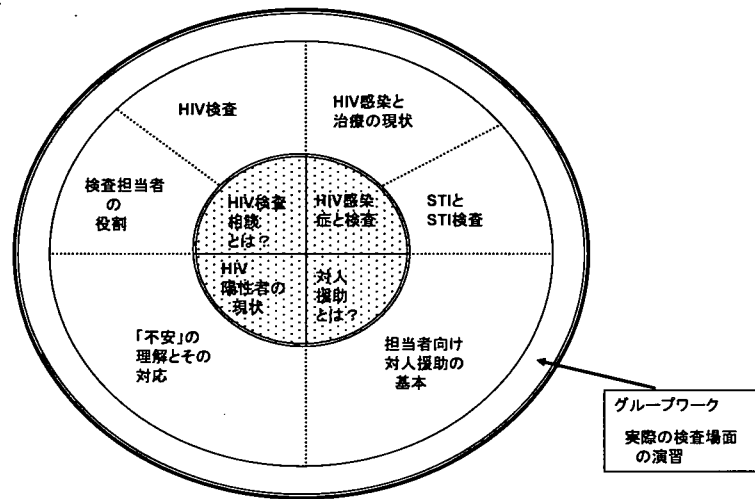 HIV検査
HIV感染と
治療の現状
検査担当者
の
役割
STIと
STI検査
HIV検査
相談
とは？
HIV感染
症と検査
HIV
陽性者の
現状
対人
援助
とは？
「不安」の
理解とその
対応
担当者向け
対人援助の
基本
グループワーク
実際の検査場面
の演習